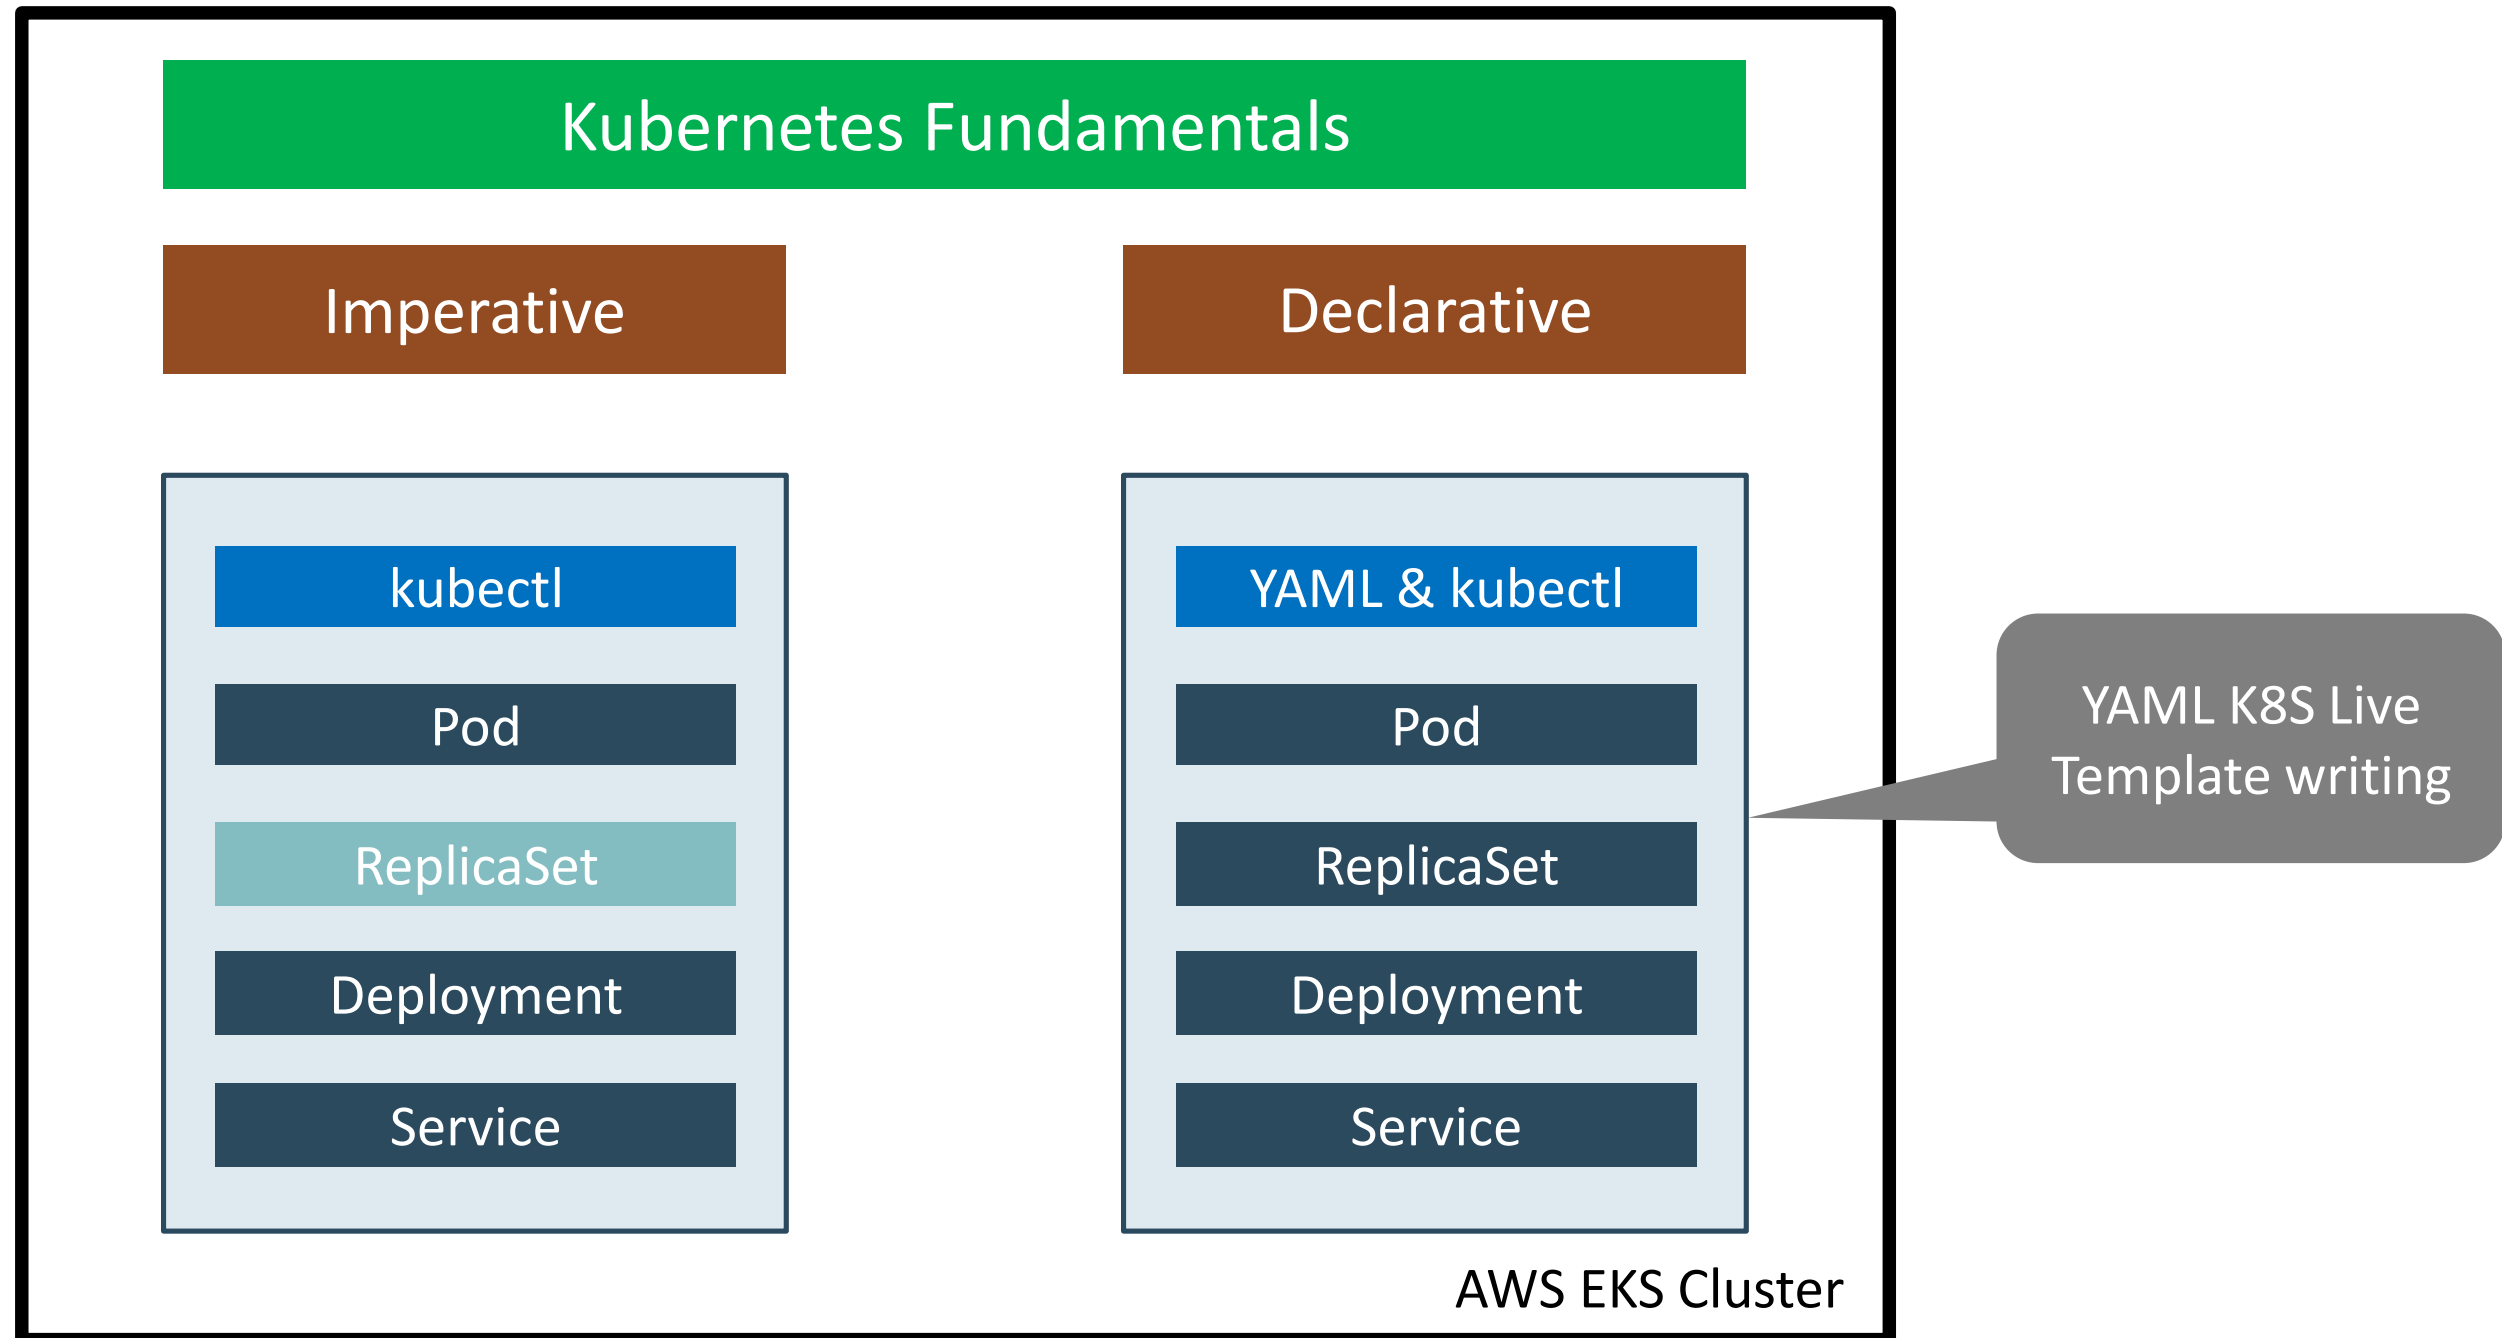 Kubernetes Fundamentals
Imperative
Declarative
kubectl
Pod
ReplicaSet
Deployment
Service
YAML & kubectl
Pod
ReplicaSet
Deployment
Service
YAML K8S Live
Template writing
AWS EKS Cluster